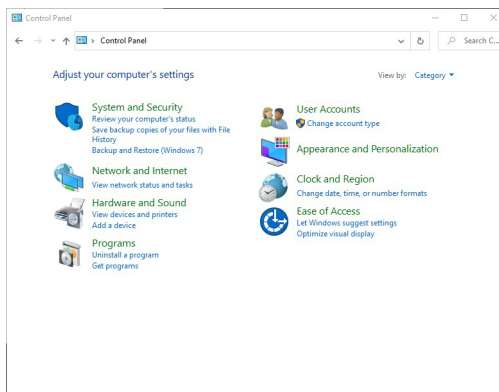 Control Panel
Control Panel
Search C...
Adjust your computer's settings
View by: Category
System and Security
Review your computer's status
Save backup copies of your files with File
History
Backup and Restore (Windows 7)
Network and Internet
View network status and tasks
Hardware and Sound
View devices and printers
Add a device
Programs
Uninstall a program
Get programs
User Accounts
Change account type
Appearance and Personalization
Clock and Region
Change date, time, or number formats
Ease of Access
Let Windows suggest settings
Optimize visual display